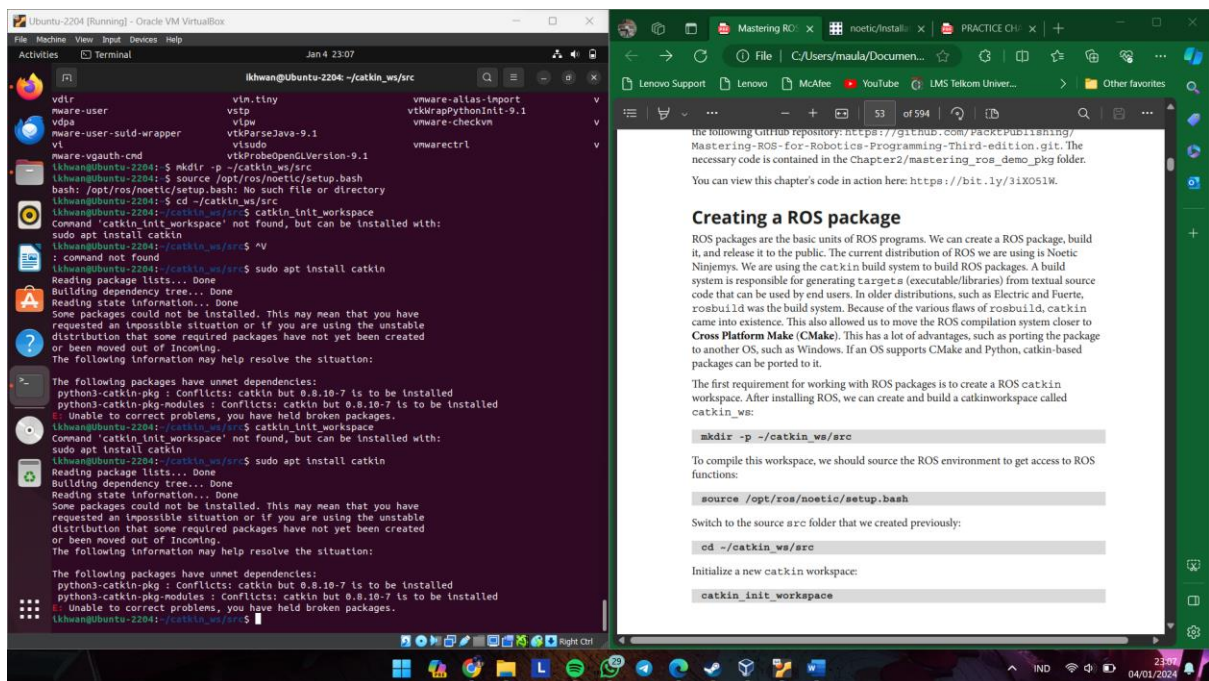 Ubuntu-2204 [Running] - Oracle VM VirtualBox
File Machine View Input Devices Help
Activities Terminal Jan 4 23:07
ikhwan@Ubuntu-2204: ~/catkin_ws/src
vdir vim.tiny vmware-alias-import v
mware-user vstp vtkWrapPythonInit-9.1
vdpa vipw vmware-checkvm v
mware-user-suid-wrapper vtkParseJava-9.1
vi visudo vmwarectrl v
mware-vgauth-cmd vtkProbeOpenGLVersion-9.1
ikhwan@Ubuntu-2204:~$ mkdir -p ~/catkin_ws/src
ikhwan@Ubuntu-2204:~$ source /opt/ros/noetic/setup.bash
bash: /opt/ros/noetic/setup.bash: No such file or directory
ikhwan@Ubuntu-2204:~$ cd ~/catkin_ws/src
ikhwan@Ubuntu-2204:~/catkin_ws/src$ catkin_init_workspace
Command 'catkin_init_workspace' not found, but can be installed with:
sudo apt install catkin
ikhwan@Ubuntu-2204:~/catkin_ws/src$ ^V
: command not found
ikhwan@Ubuntu-2204:~/catkin_ws/src$ sudo apt install catkin
Reading package lists... Done
Building dependency tree... Done
Reading state information... Done
Some packages could not be installed. This may mean that you have
requested an impossible situation or if you are using the unstable
distribution that some required packages have not yet been created
or been moved out of Incoming.
The following information may help resolve the situation:
The following packages have unmet dependencies:
python3-catkin-pkg : Conflicts: catkin but 0.8.10-7 is to be installed
python3-catkin-pkg-modules : Conflicts: catkin but 0.8.10-7 is to be installed
E: Unable to correct problems, you have held broken packages.
ikhwan@Ubuntu-2204:~/catkin_ws/src$ catkin_init_workspace
Command 'catkin_init_workspace' not found, but can be installed with:
sudo apt install catkin
ikhwan@Ubuntu-2204:~/catkin_ws/src$ sudo apt install catkin
Reading package lists... Done
Building dependency tree... Done
Reading state information... Done
Some packages could not be installed. This may mean that you have
requested an impossible situation or if you are using the unstable
distribution that some required packages have not yet been created
or been moved out of Incoming.
The following information may help resolve the situation:
The following packages have unmet dependencies:
python3-catkin-pkg : Conflicts: catkin but 0.8.10-7 is to be installed
python3-catkin-pkg-modules : Conflicts: catkin but 0.8.10-7 is to be installed
E: Unable to correct problems, you have held broken packages.
ikhwan@Ubuntu-2204:~/catkin_ws/src$
Right Ctrl
Mastering RO noetic/Install PRACTICE CH
File C:/Users/maula/Documen...
Lenovo Support Lenovo McAfee YouTube LMS Telkom Univer... Other favorites
53 of 594
the following GitHub repository: https://github.com/PacktPublishing/
Mastering-ROS-for-Robotics-Programming-Third-edition.git. The
necessary code is contained in the Chapter2/mastering_ros_demo_pkg folder.
You can view this chapter's code in action here: https://bit.ly/3iXO51W.
Creating a ROS package
ROS packages are the basic units of ROS programs. We can create a ROS package, build
it, and release it to the public. The current distribution of ROS we are using is Noetic
Ninjemys. We are using the catkin build system to build ROS packages. A build
system is responsible for generating targets (executable/libraries) from textual source
code that can be used by end users. In older distributions, such as Electric and Fuerte,
rosbuild was the build system. Because of the various flaws of rosbuild, catkin
came into existence. This also allowed us to move the ROS compilation system closer to
Cross Platform Make (CMake). This has a lot of advantages, such as porting the package
to another OS, such as Windows. If an OS supports CMake and Python, catkin-based
packages can be ported to it.
The first requirement for working with ROS packages is to create a ROS catkin
workspace. After installing ROS, we can create and build a catkinworkspace called
catkin_ws:
mkdir -p ~/catkin_ws/src
To compile this workspace, we should source the ROS environment to get access to ROS
functions:
source /opt/ros/noetic/setup.bash
Switch to the source src folder that we created previously:
cd ~/catkin_ws/src
Initialize a new catkin workspace:
catkin_init_workspace
29
IND 23:07
04/01/2024